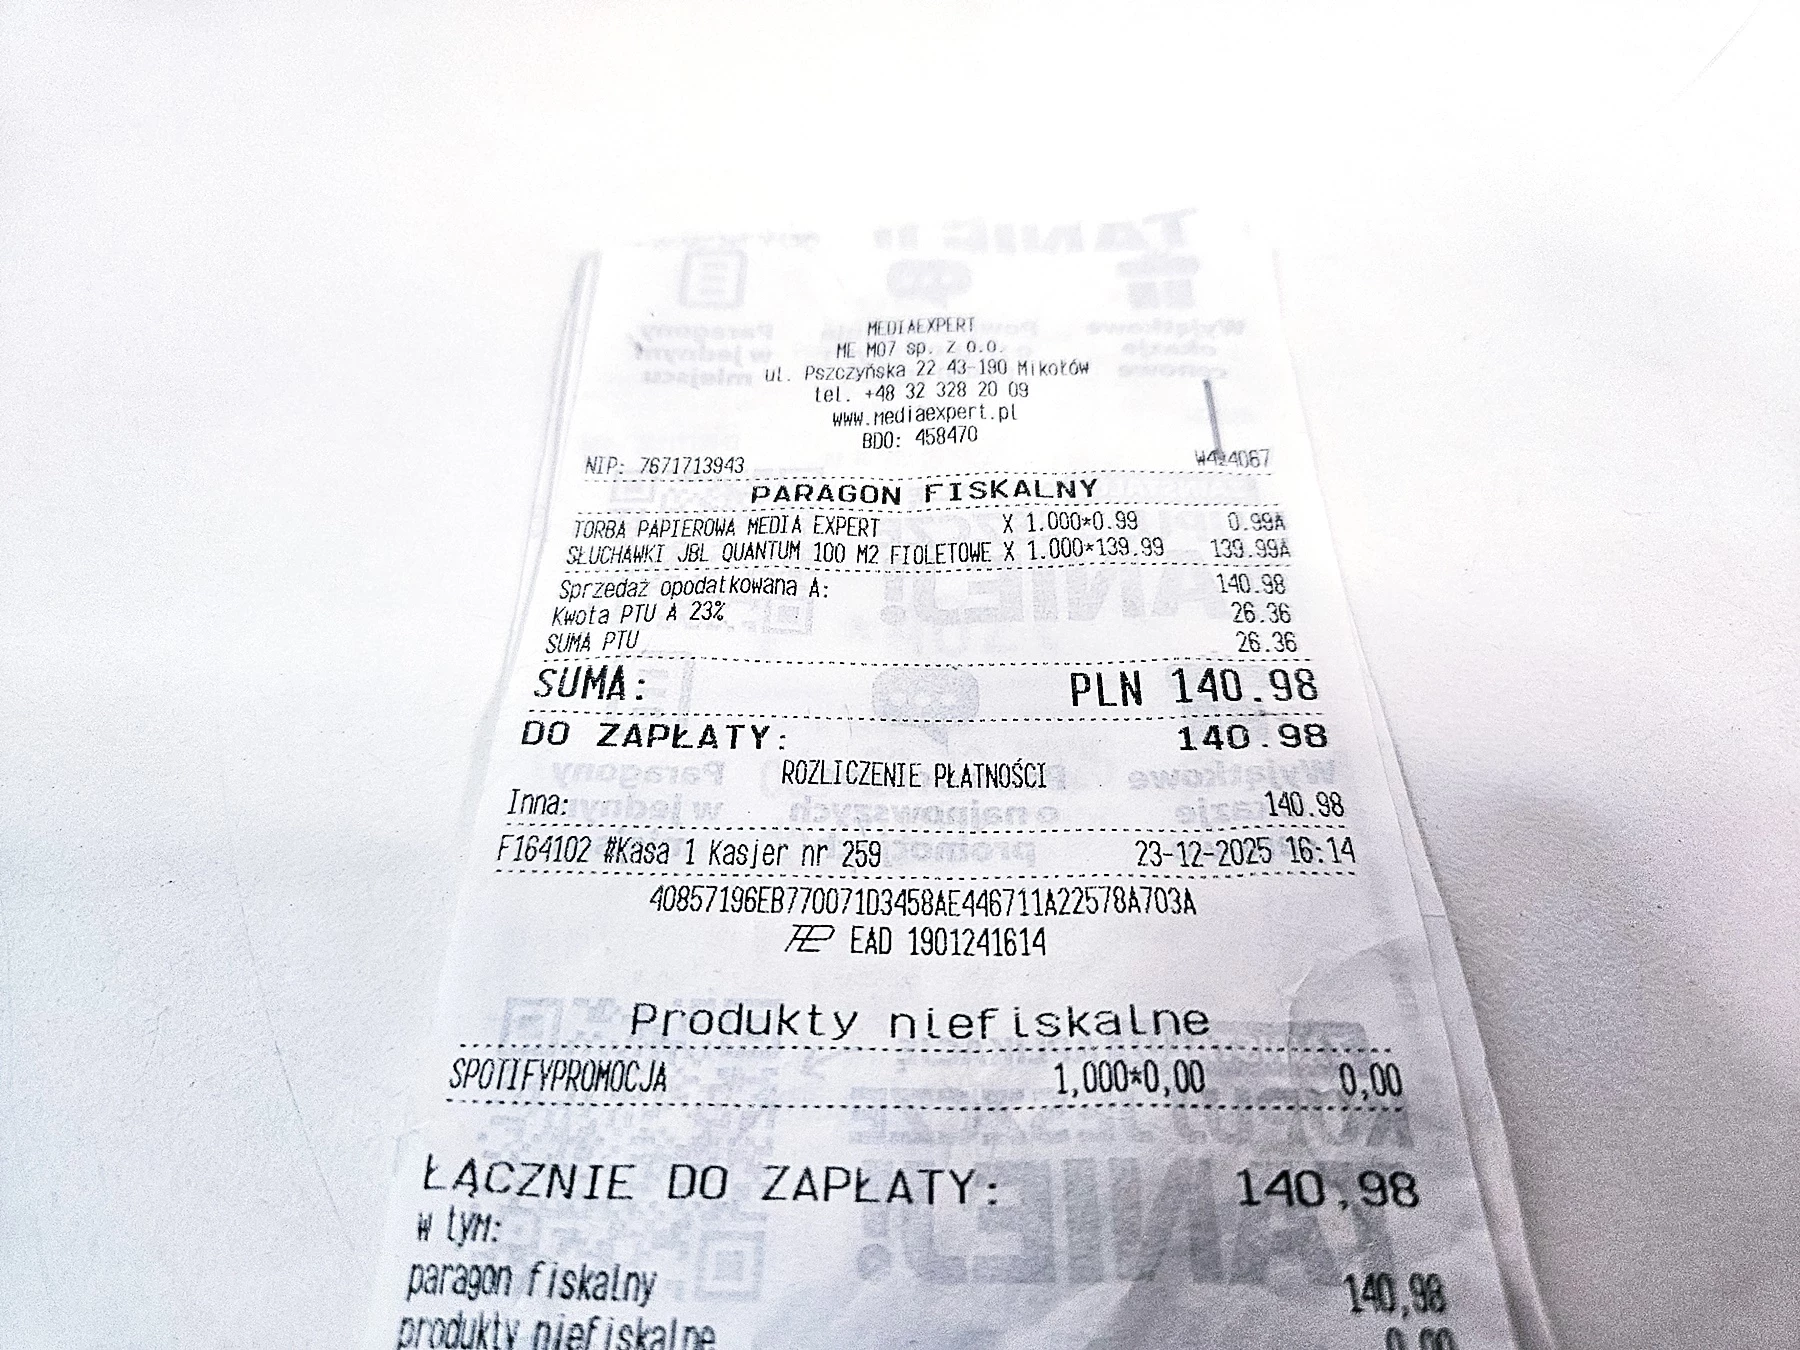 MEDIAEXPERT
ME M07 sp. z o.o.
ul. Pszczyńska 22 43-190 Mikołów
tel. +48 32 328 20 09
www.mediaexpert.pl
BDO: 458470
NIP: 7671713943 W424067
PARAGON FISKALNY
TORBA PAPIEROWA MEDIA EXPERT X 1.000*0.99 0.99A
SŁUCHAWKI JBL QUANTUM 100 M2 FIOLETOWE X 1.000*139.99 139.99A
Sprzedaż opodatkowana A: 140.98
Kwota PTU A 23% 26.36
SUMA PTU 26.36
SUMA: PLN 140.98
DO ZAPŁATY: 140.98
ROZLICZENIE PŁATNOŚCI
Inna: 140.98
F164102 #Kasa 1 Kasjer nr 259 23-12-2025 16:14
40857196EB770071D3458AE446711A22578A703A
EAD 1901241614
Produkty niefiskalne
SPOTIFYPROMOCJA 1,000*0,00 0,00
ŁĄCZNIE DO ZAPŁATY: 140,98
w tym:
paragon fiskalny 140,98
produkty niefiskalne 0,00